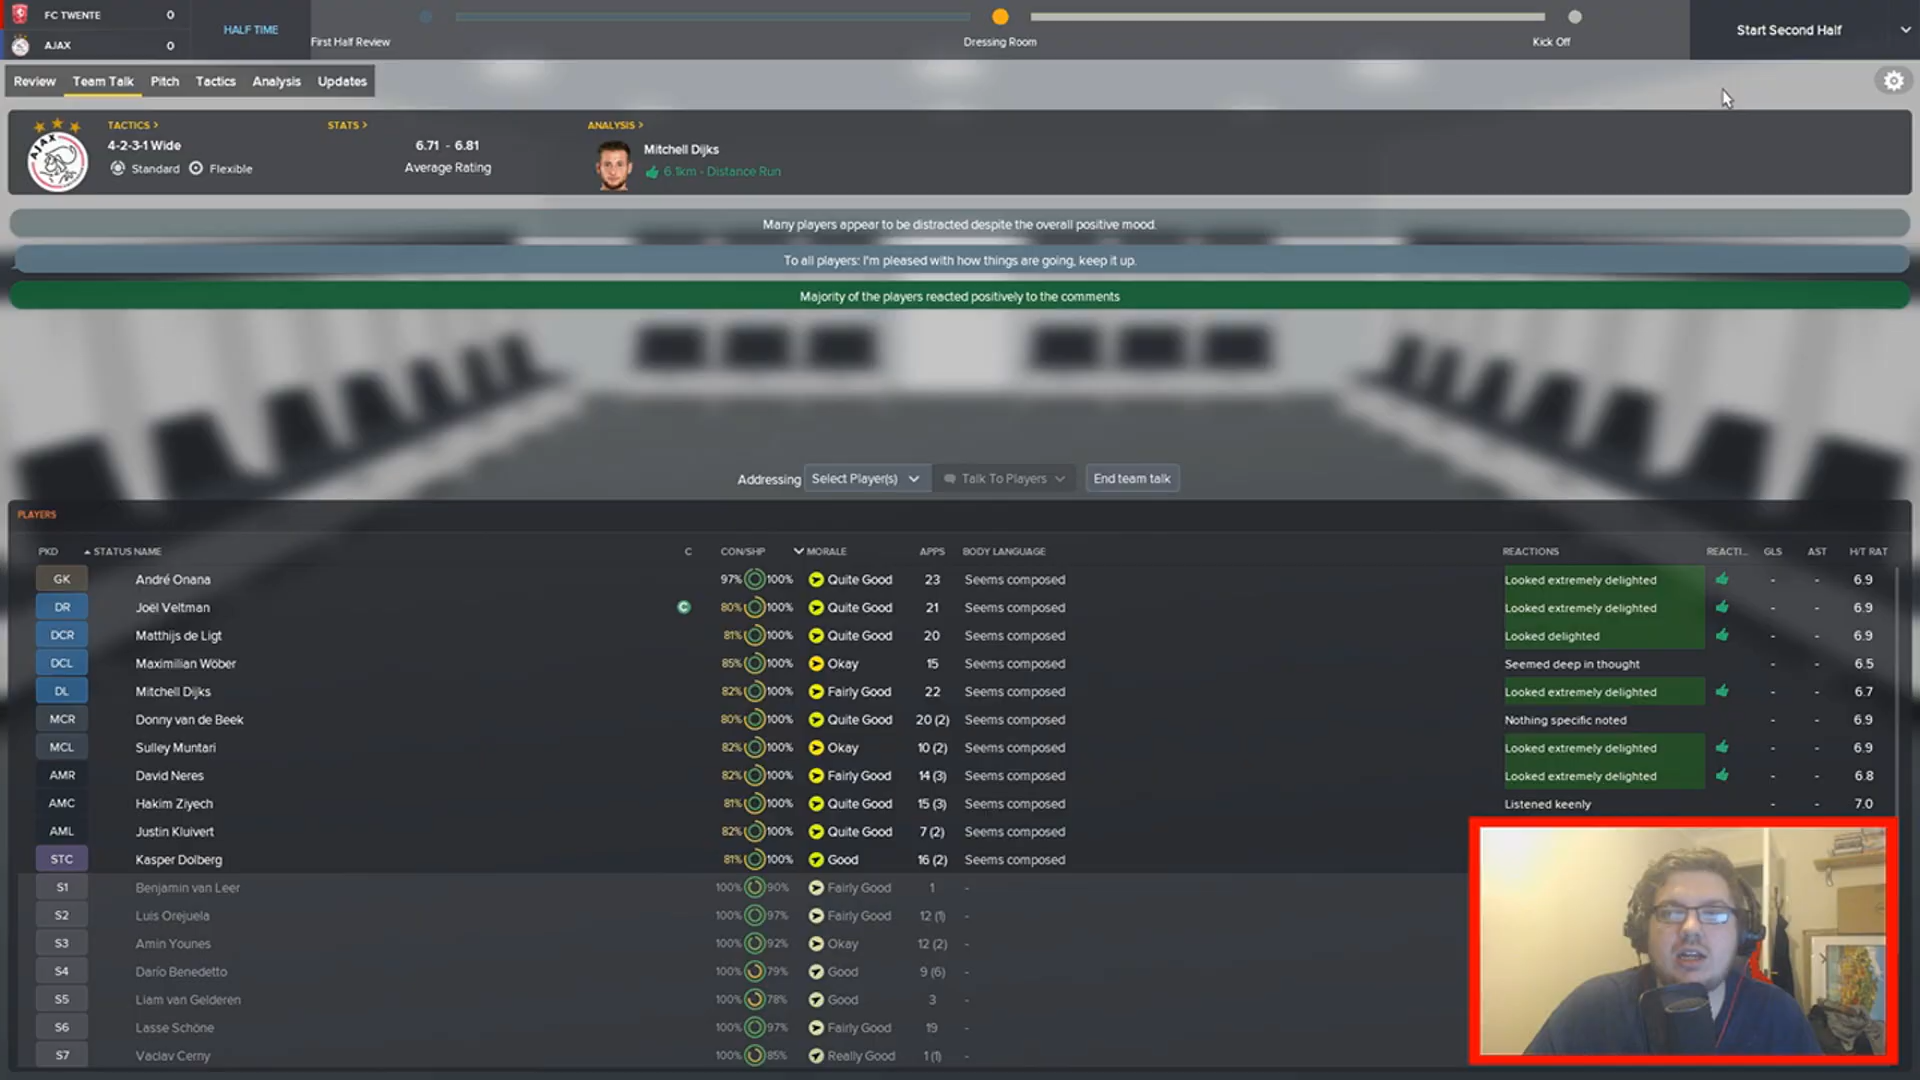 FC TWENTE 0
AJAX 0
HALF TIME
First Half Review
Dressing Room
Kick Off
Start Second Half
Review Team Talk Pitch Tactics Analysis Updates
AJAX
TACTICS >
4-2-3-1 Wide
Standard Flexible
STATS >
6.71 - 6.81
Average Rating
ANALYSIS >
Mitchell Dijks
6.1km - Distance Run
Many players appear to be distracted despite the overall positive mood.
To all players: I'm pleased with how things are going, keep it up.
Majority of the players reacted positively to the comments
Addressing Select Player(s) Talk To Players End team talk
PLAYERS
PKD STATUS NAME C CON/SHP MORALE APPS BODY LANGUAGE REACTIONS REACTI... GLS AST H/T RAT
GK André Onana 97% 100% Quite Good 23 Seems composed Looked extremely delighted - - 6.9
DR Joël Veltman C 80% 100% Quite Good 21 Seems composed Looked extremely delighted - - 6.9
DCR Matthijs de Ligt 81% 100% Quite Good 20 Seems composed Looked delighted - - 6.9
DCL Maximilian Wöber 85% 100% Okay 15 Seems composed Seemed deep in thought - - 6.5
DL Mitchell Dijks 82% 100% Fairly Good 22 Seems composed Looked extremely delighted - - 6.7
MCR Donny van de Beek 80% 100% Quite Good 20 (2) Seems composed Nothing specific noted - - 6.9
MCL Sulley Muntari 82% 100% Okay 10 (2) Seems composed Looked extremely delighted - - 6.9
AMR David Neres 82% 100% Fairly Good 14 (3) Seems composed Looked extremely delighted - - 6.8
AMC Hakim Ziyech 81% 100% Quite Good 15 (3) Seems composed Listened keenly - - 7.0
AML Justin Kluivert 82% 100% Quite Good 7 (2) Seems composed
STC Kasper Dolberg 81% 100% Good 16 (2) Seems composed
S1 Benjamin van Leer 100% 90% Fairly Good 1 -
S2 Luis Orejuela 100% 97% Fairly Good 12 (1) -
S3 Amin Younes 100% 92% Okay 12 (2) -
S4 Darío Benedetto 100% 79% Good 9 (6) -
S5 Liam van Gelderen 100% 78% Good 3 -
S6 Lasse Schöne 100% 97% Fairly Good 19 -
S7 Vaclav Cerny 100% 85% Really Good 1 (1) -